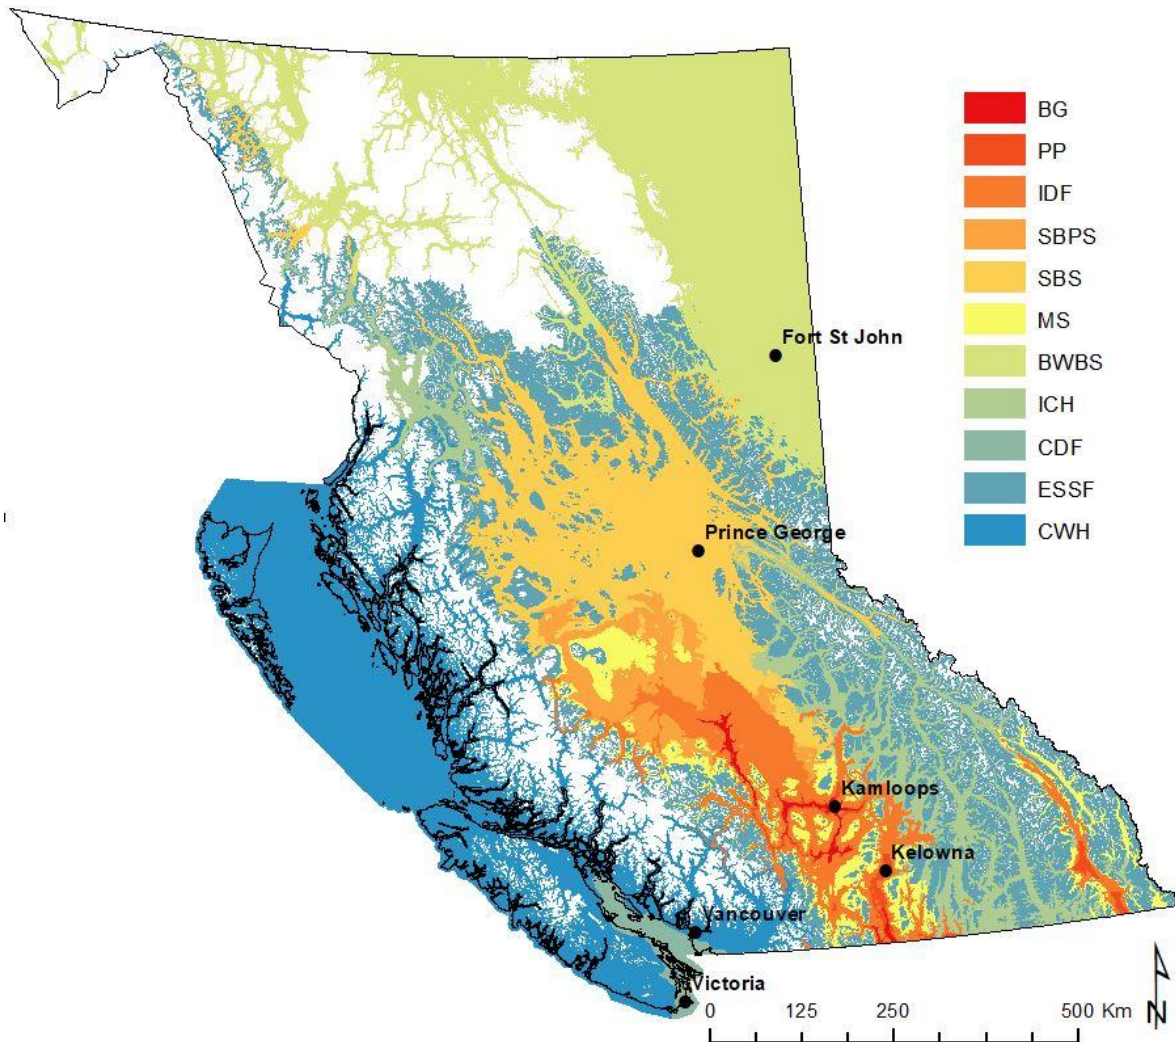 BG
PP
IDF
SBPS
SBS
MS
BWBS
ICH
CDF
ESSF
CWH
Fort St John
Prince George
Kamloops
Kelowna
Vancouver
Victoria
0 125 250 500 Km
N